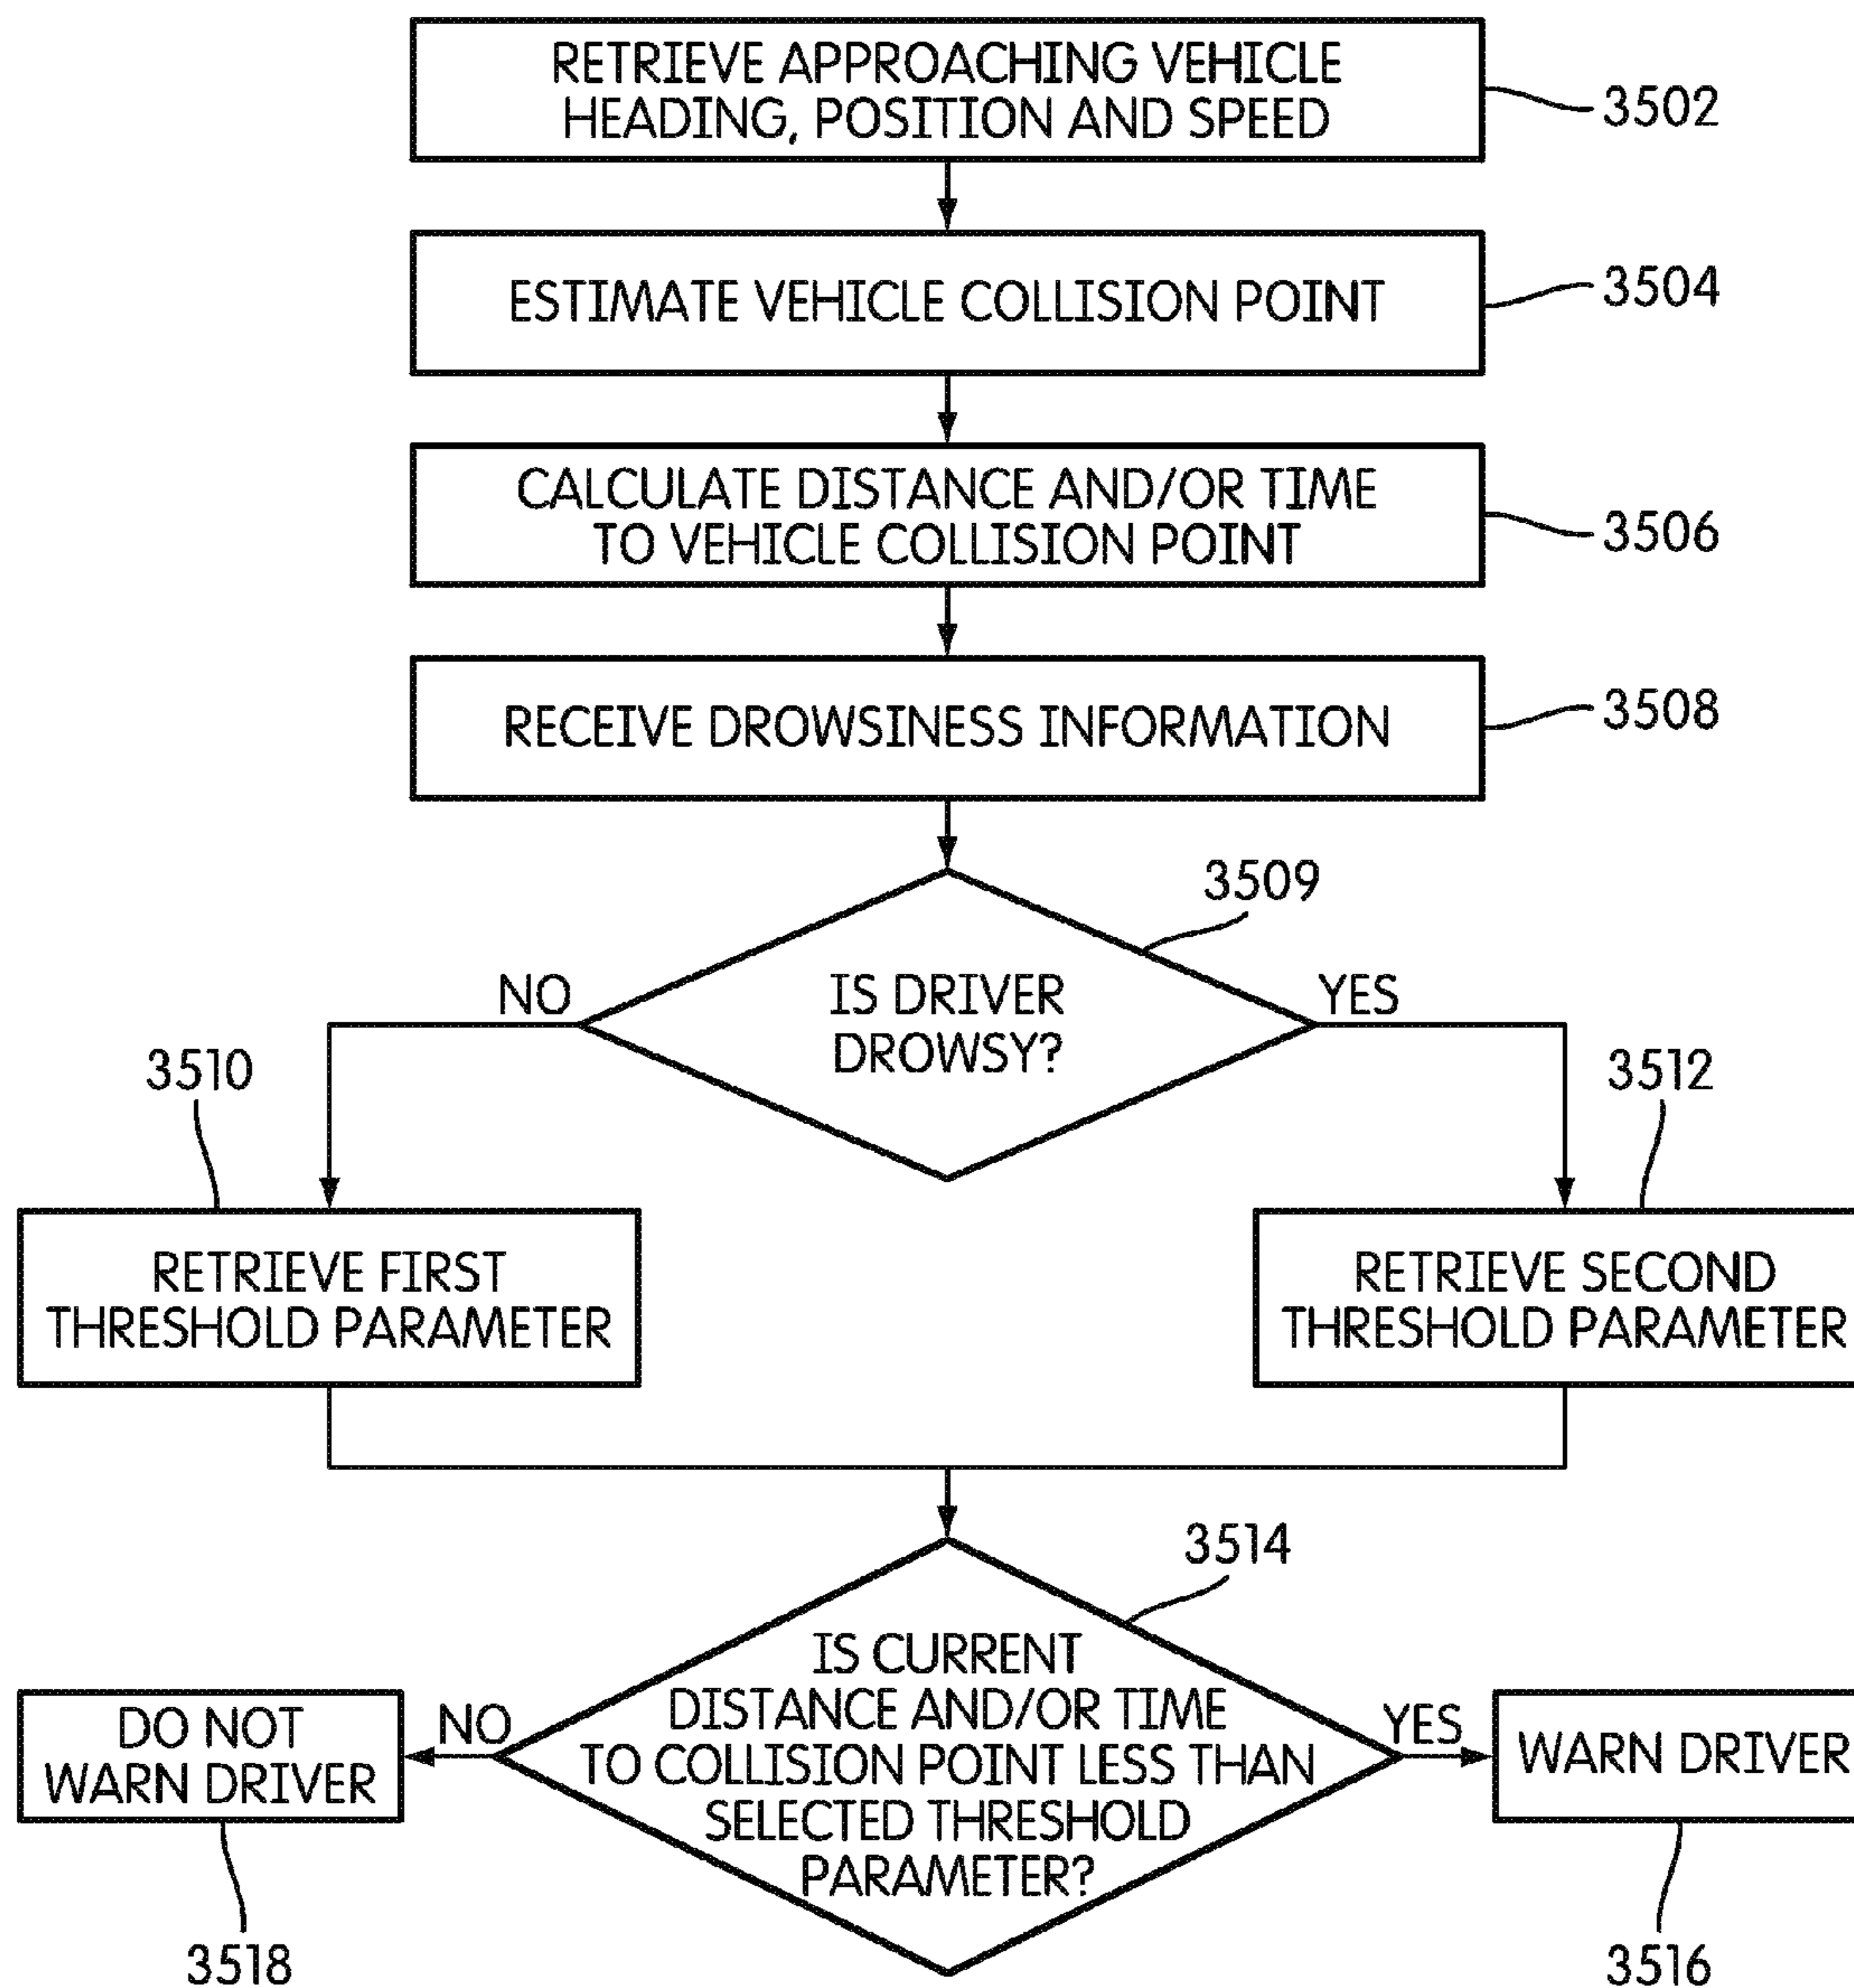 RETRIEVE APPROACHING VEHICLE
HEADING, POSITION AND SPEED
3502
ESTIMATE VEHICLE COLLISION POINT
3504
CALCULATE DISTANCE AND/OR TIME
TO VEHICLE COLLISION POINT
3506
RECEIVE DROWSINESS INFORMATION
3508
3509
IS DRIVER
DROWSY?
NO
YES
3510
3512
RETRIEVE FIRST
THRESHOLD PARAMETER
RETRIEVE SECOND
THRESHOLD PARAMETER
3514
IS CURRENT
DISTANCE AND/OR TIME
TO COLLISION POINT LESS THAN
SELECTED THRESHOLD
PARAMETER?
NO
YES
DO NOT
WARN DRIVER
WARN DRIVER
3518
3516